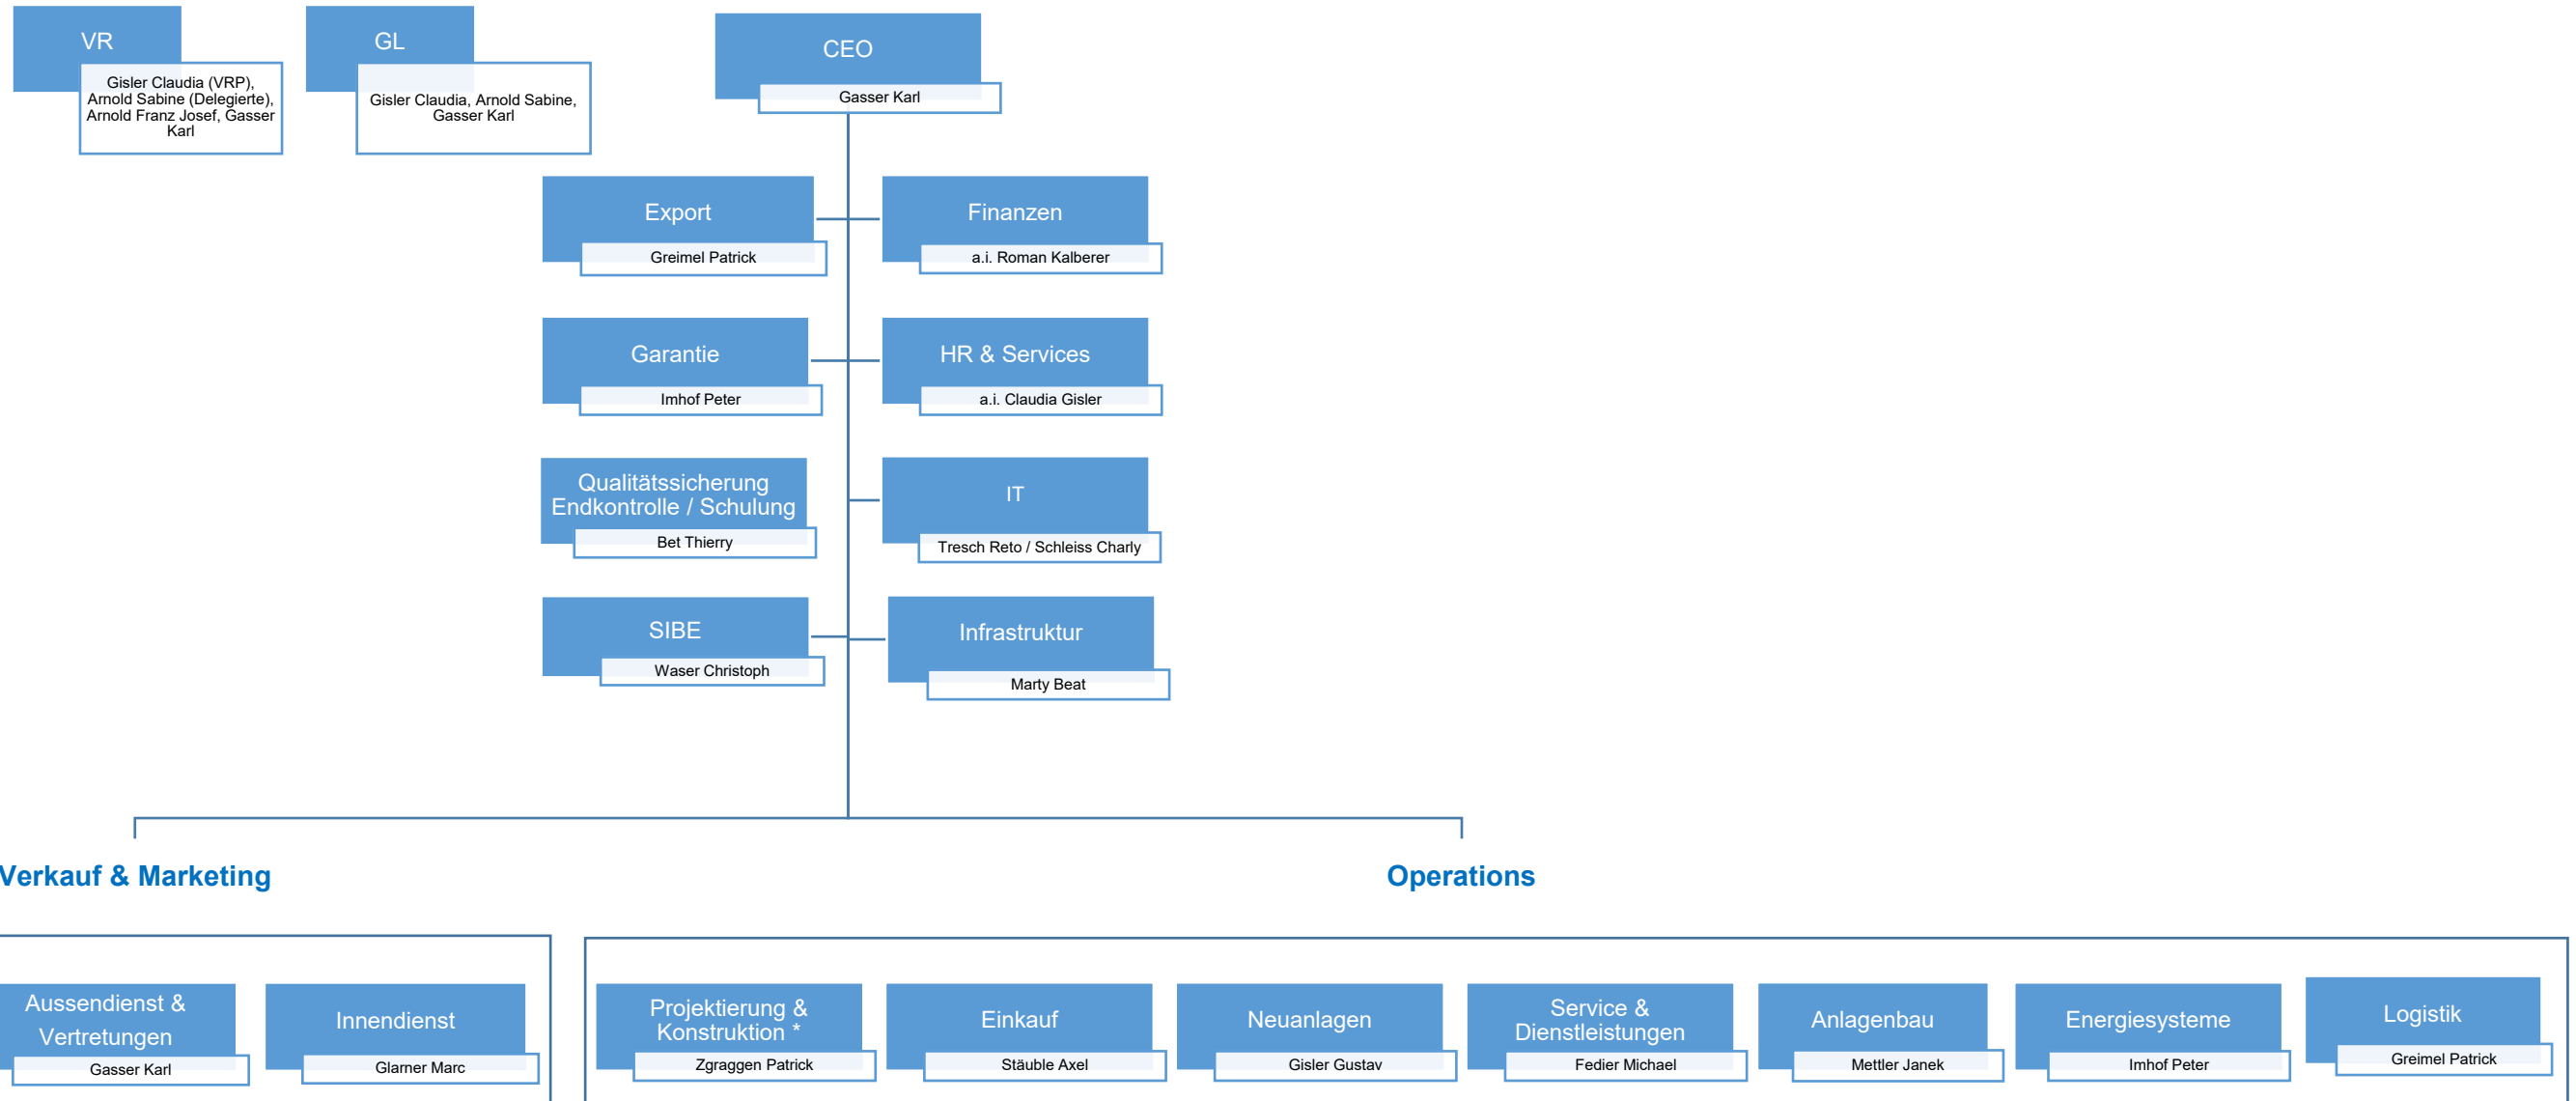 VR
Gisler Claudia (VRP),
Arnold Sabine (Delegierte),
Arnold Franz Josef, Gasser
Karl
GL
Gisler Claudia, Arnold Sabine,
Gasser Karl
CEO
Gasser Karl
Export
Greimel Patrick
Finanzen
a.i. Roman Kalberer
Garantie
Imhof Peter
HR & Services
a.i. Claudia Gisler
Qualitätssicherung
Endkontrolle / Schulung
Bet Thierry
IT
Tresch Reto / Schleiss Charly
SIBE
Waser Christoph
Infrastruktur
Marty Beat
Verkauf & Marketing
Operations
Aussendienst &
Vertretungen
Gasser Karl
Innendienst
Glarner Marc
Projektierung &
Konstruktion *
Zgraggen Patrick
Einkauf
Stäuble Axel
Neuanlagen
Gisler Gustav
Service &
Dienstleistungen
Fedier Michael
Anlagenbau
Mettler Janek
Energiesysteme
Imhof Peter
Logistik
Greimel Patrick